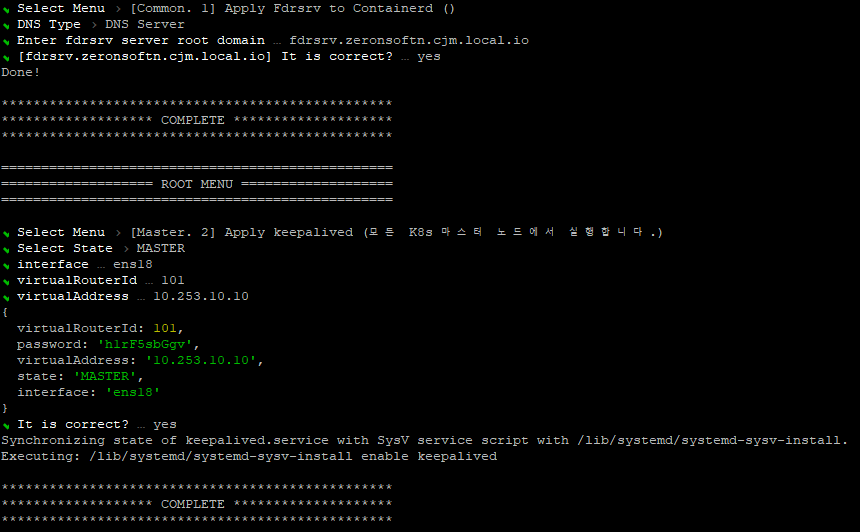 ✔ Select Menu › [Common. 1] Apply Fdrsrv to Containerd ()
✔ DNS Type › DNS Server
✔ Enter fdrsrv server root domain … fdrsrv.zeronsoftn.cjm.local.io
✔ [fdrsrv.zeronsoftn.cjm.local.io] It is correct? … yes
Done!
*************************************************
******************* COMPLETE ********************
*************************************************
=================================================
=================== ROOT MENU ===================
=================================================
✔ Select Menu › [Master. 2] Apply keepalived (모든 K8s 마스터 노드에서 실행합니다.)
✔ Select State › MASTER
✔ interface … ens18
✔ virtualRouterId … 101
✔ virtualAddress … 10.253.10.10
{
  virtualRouterId: 101,
  password: 'hlrF5sbGgv',
  virtualAddress: '10.253.10.10',
  state: 'MASTER',
  interface: 'ens18'
}
✔ It is correct? … yes
Synchronizing state of keepalived.service with SysV service script with /lib/systemd/systemd-sysv-install.
Executing: /lib/systemd/systemd-sysv-install enable keepalived
*************************************************
******************* COMPLETE ********************
*************************************************